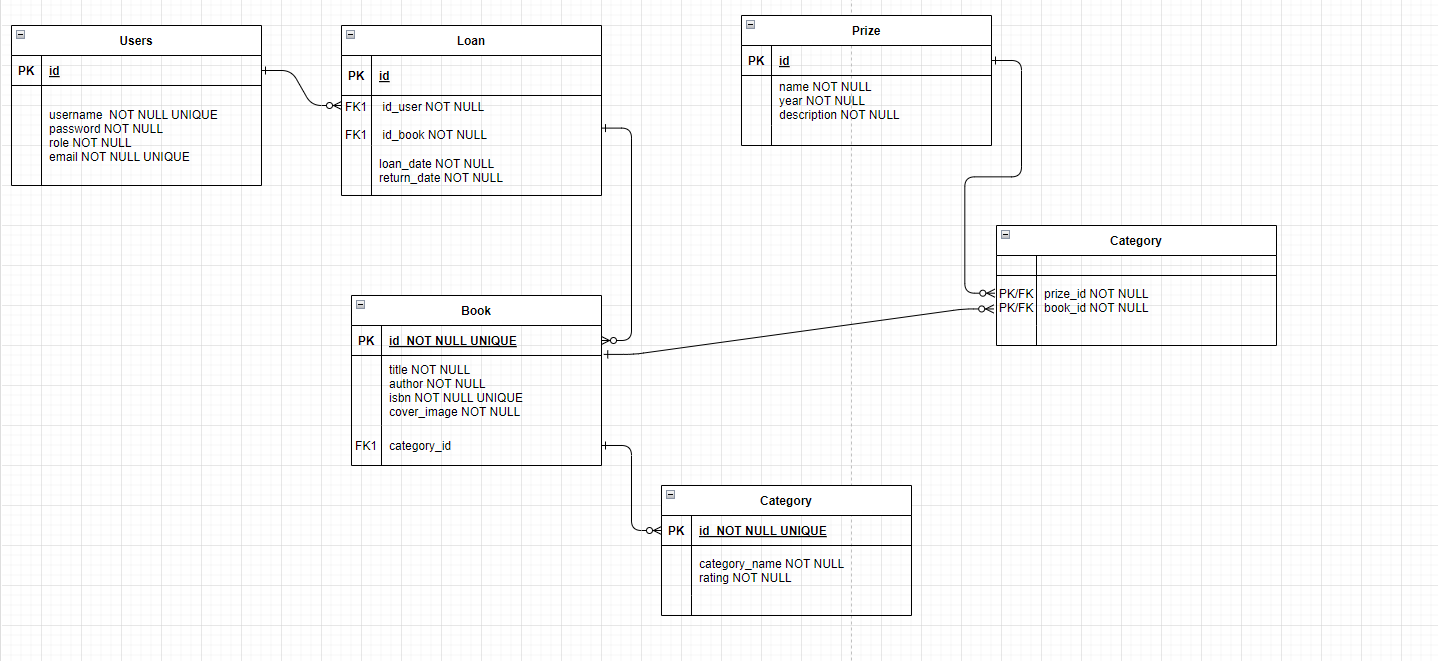 Users
PK id
username NOT NULL UNIQUE
password NOT NULL
role NOT NULL
email NOT NULL UNIQUE
Loan
PK id
FK1 id_user NOT NULL
FK1 id_book NOT NULL
loan_date NOT NULL
return_date NOT NULL
Prize
PK id
name NOT NULL
year NOT NULL
description NOT NULL
Category
PK/FK prize_id NOT NULL
PK/FK book_id NOT NULL
Book
PK id NOT NULL UNIQUE
title NOT NULL
author NOT NULL
isbn NOT NULL UNIQUE
cover_image NOT NULL
FK1 category_id
Category
PK id NOT NULL UNIQUE
category_name NOT NULL
rating NOT NULL